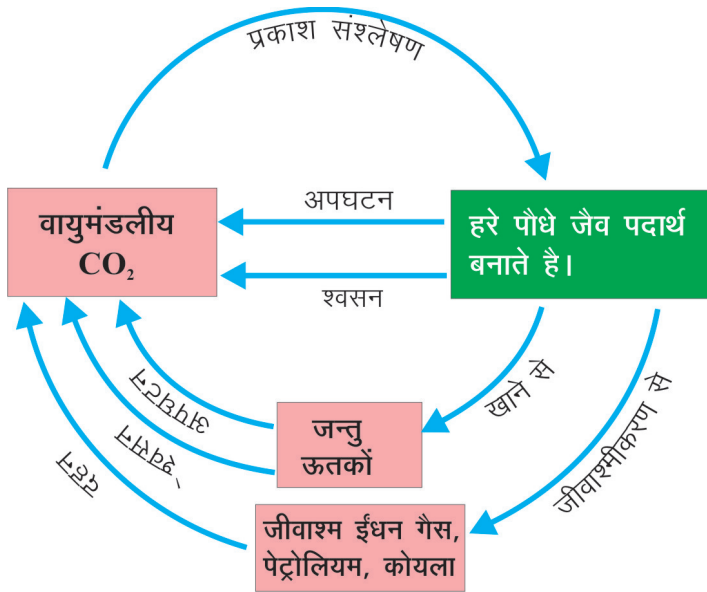 प्रकाश संश्लेषण
वायुमंडलीय
CO₂
अपघटन
हरे पौधे जैव पदार्थ
बनाते है।
श्वसन
अपघटन
श्वसन
दहन
खाने से
जीवाश्मीकरण से
जन्तु
ऊतकों
जीवाश्म ईंधन गैस,
पेट्रोलियम, कोयला